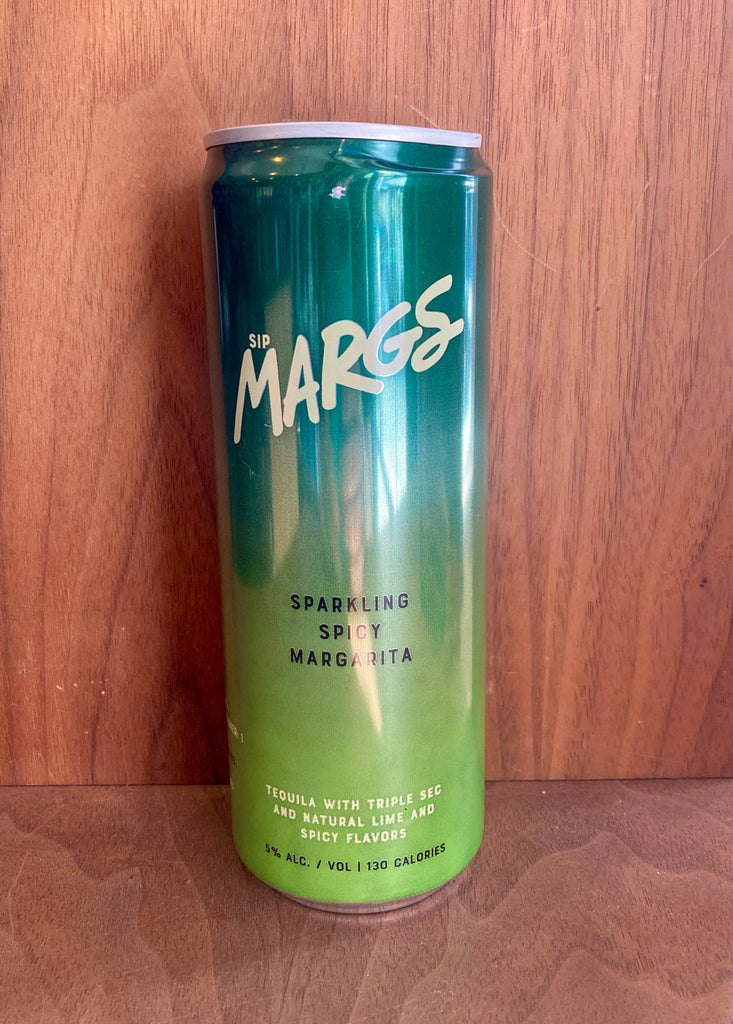 SIP
MARGS
SPARKLING
SPICY
MARGARITA
TEQUILA WITH TRIPLE SEC
AND NATURAL LIME AND
SPICY FLAVORS
5% ALC. / VOL | 130 CALORIES